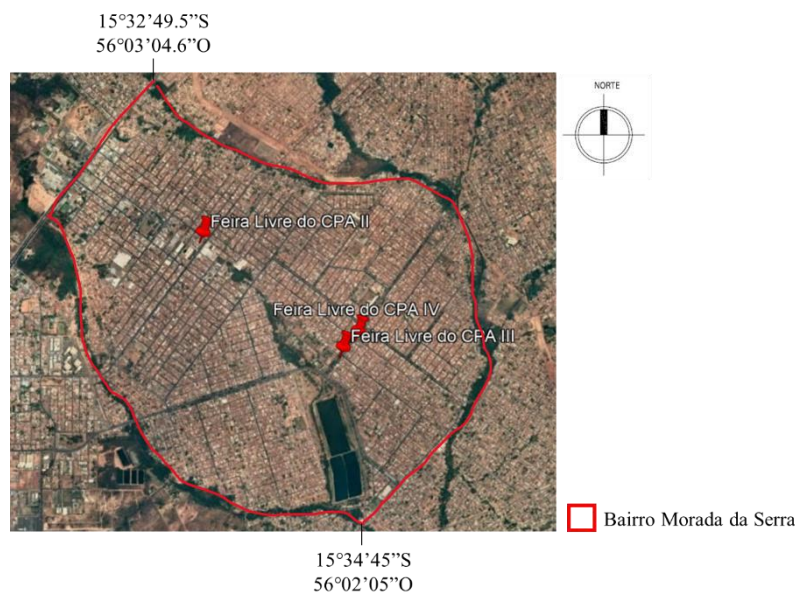 15°32’49.5”S
56°03’04.6”O
NORTE
Feira Livre do CPA II
Feira Livre do CPA IV
Feira Livre do CPA III
Bairro Morada da Serra
15°34’45”S
56°02’05”O